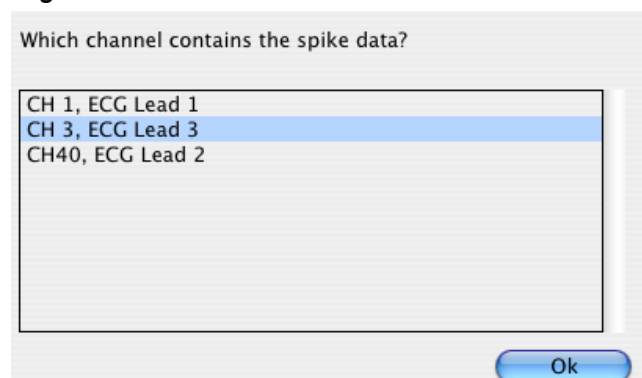 Which channel contains the spike data?
CH 1, ECG Lead 1
CH 3, ECG Lead 3
CH40, ECG Lead 2
Ok